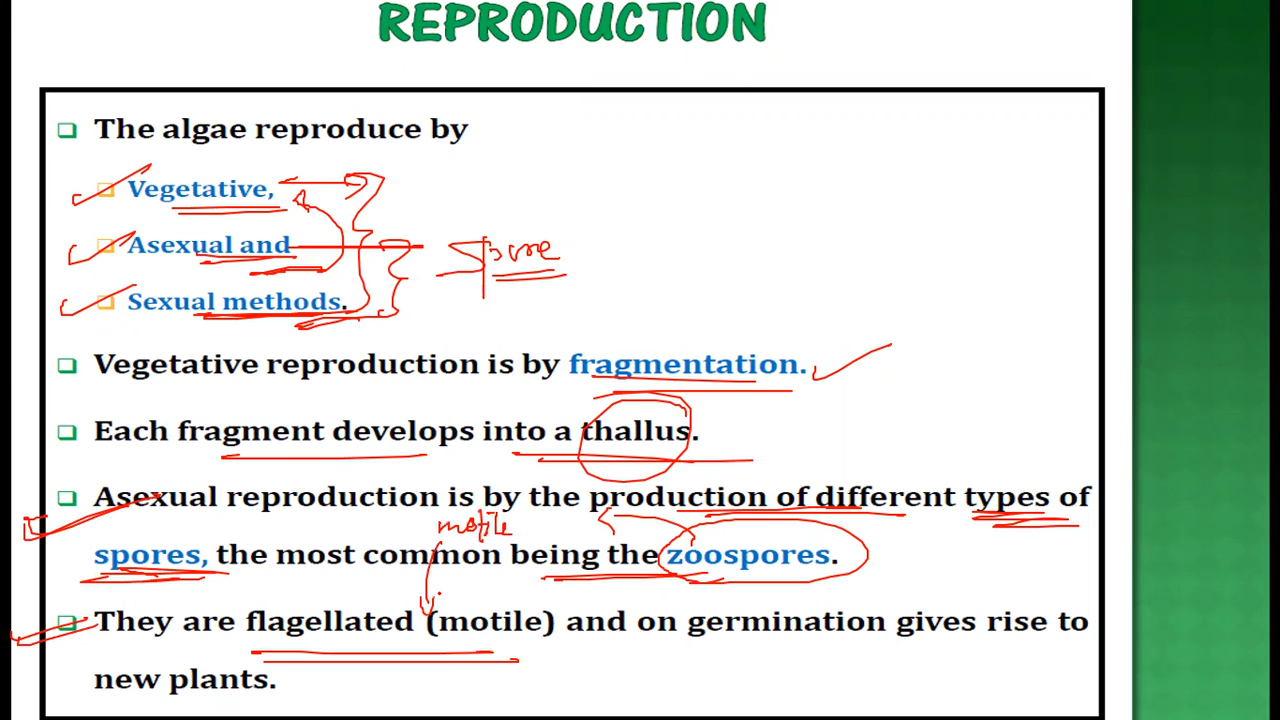 REPRODUCTION
The algae reproduce by
Vegetative,
Asexual and
spore
Sexual methods.
Vegetative reproduction is by fragmentation.
Each fragment develops into a thallus.
Asexual reproduction is by the production of different types of
motile
spores, the most common being the zoospores.
They are flagellated (motile) and on germination gives rise to
new plants.